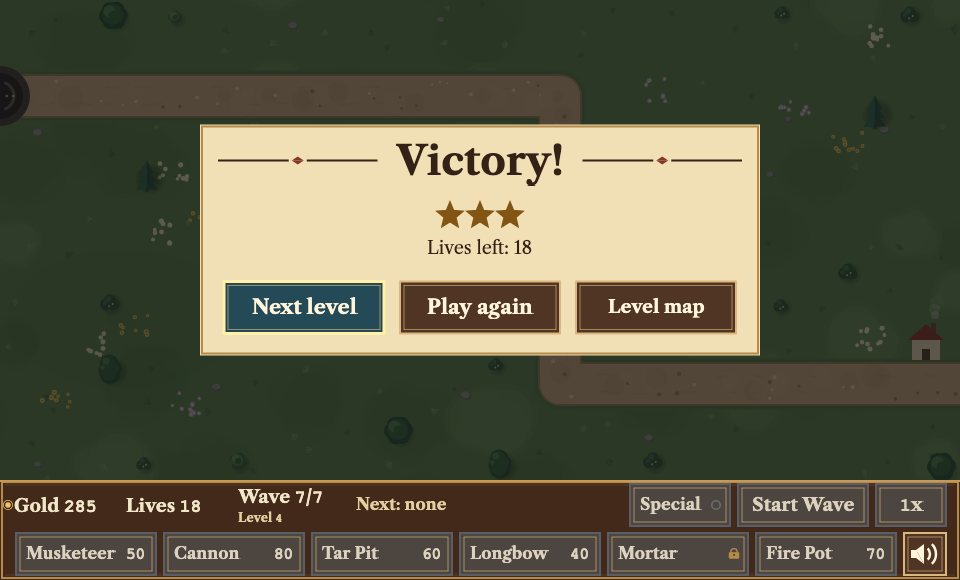 Victory!
Lives left: 18
Next level
Play again
Level map
Gold 285
Lives 18
Wave 7/7
Level 4
Next: none
Special
Start Wave
1x
Musketeer 50
Cannon 80
Tar Pit 60
Longbow 40
Mortar
Fire Pot 70